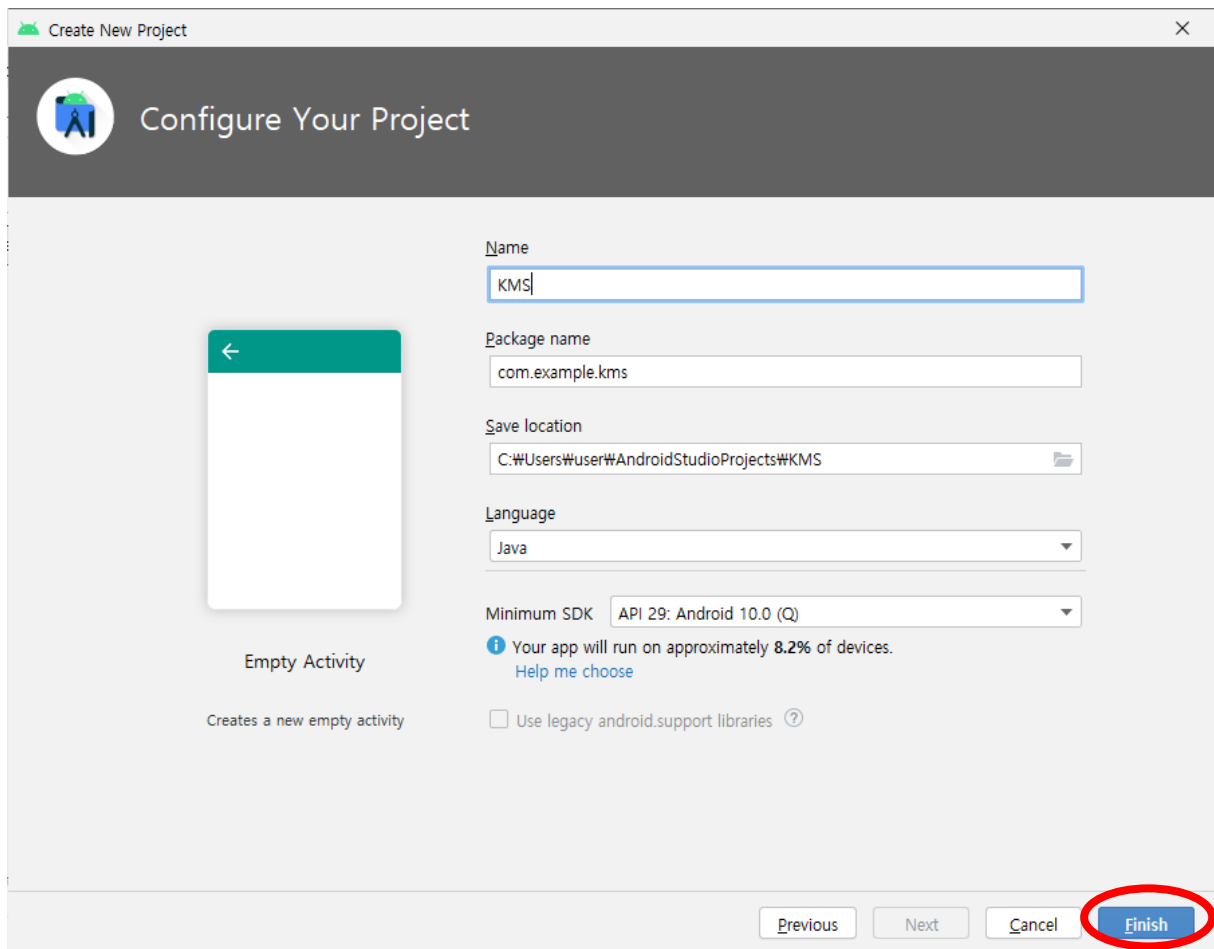 Create New Project
Configure Your Project
Name
KMS
Package name
com.example.kms
Save location
C:₩Users₩user₩AndroidStudioProjects₩KMS
Language
Java
Minimum SDK API 29: Android 10.0 (Q)
Your app will run on approximately 8.2% of devices.
Help me choose
Use legacy android.support libraries ?
Empty Activity
Creates a new empty activity
Previous Next Cancel Finish